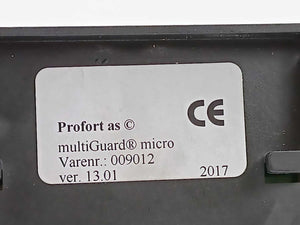 CE
Profort as ©
multiGuard® micro
Varenr.: 009012
ver. 13.01 2017